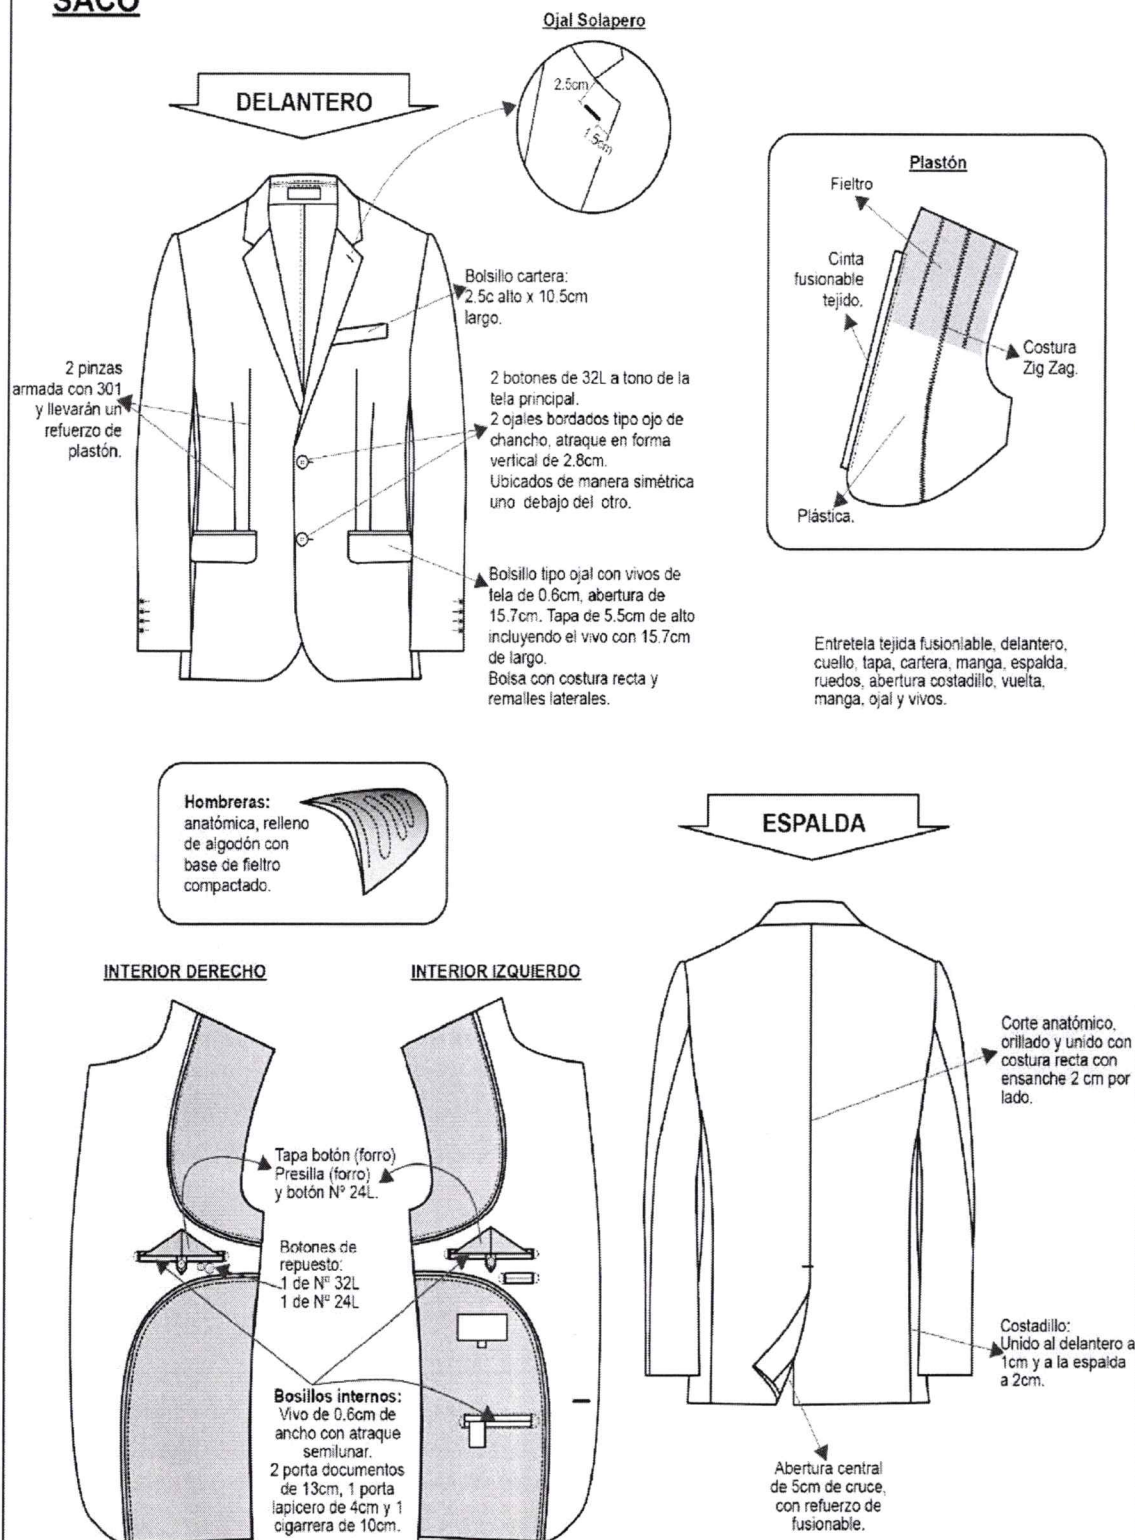 SACO
Ojal Solapero
2.5cm
1.5cm
DELANTERO
Bolsillo cartera:
2.5c alto x 10.5cm
largo.
2 pinzas
armada con 301
y llevarán un
refuerzo de
plastón.
2 botones de 32L a tono de la
tela principal.
2 ojales bordados tipo ojo de
chancho, atraque en forma
vertical de 2.8cm.
Ubicados de manera simétrica
uno debajo del otro.
Bolsillo tipo ojal con vivos de
tela de 0.6cm, abertura de
15.7cm. Tapa de 5.5cm de alto
incluyendo el vivo con 15.7cm
de largo.
Bolsa con costura recta y
remalles laterales.
Plastón
Fieltro
Cinta
fusionable
tejido.
Costura
Zig Zag.
Plástica.
Entretela tejida fusionlable, delantero,
cuello, tapa, cartera, manga, espalda,
ruedos, abertura costadillo, vuelta,
manga, ojal y vivos.
Hombreras:
anatómica, relleno
de algodón con
base de fieltro
compactado.
ESPALDA
INTERIOR DERECHO
INTERIOR IZQUIERDO
Tapa botón (forro)
Presilla (forro)
y botón Nº 24L.
Botones de
repuesto:
1 de Nº 32L
1 de Nº 24L
Bosillos internos:
Vivo de 0.6cm de
ancho con atraque
semilunar.
2 porta documentos
de 13cm, 1 porta
lapicero de 4cm y 1
cigarrera de 10cm.
Corte anatómico,
orillado y unido con
costura recta con
ensanche 2 cm por
lado.
Costadillo:
Unido al delantero a
1cm y a la espalda
a 2cm.
Abertura central
de 5cm de cruce,
con refuerzo de
fusionable.